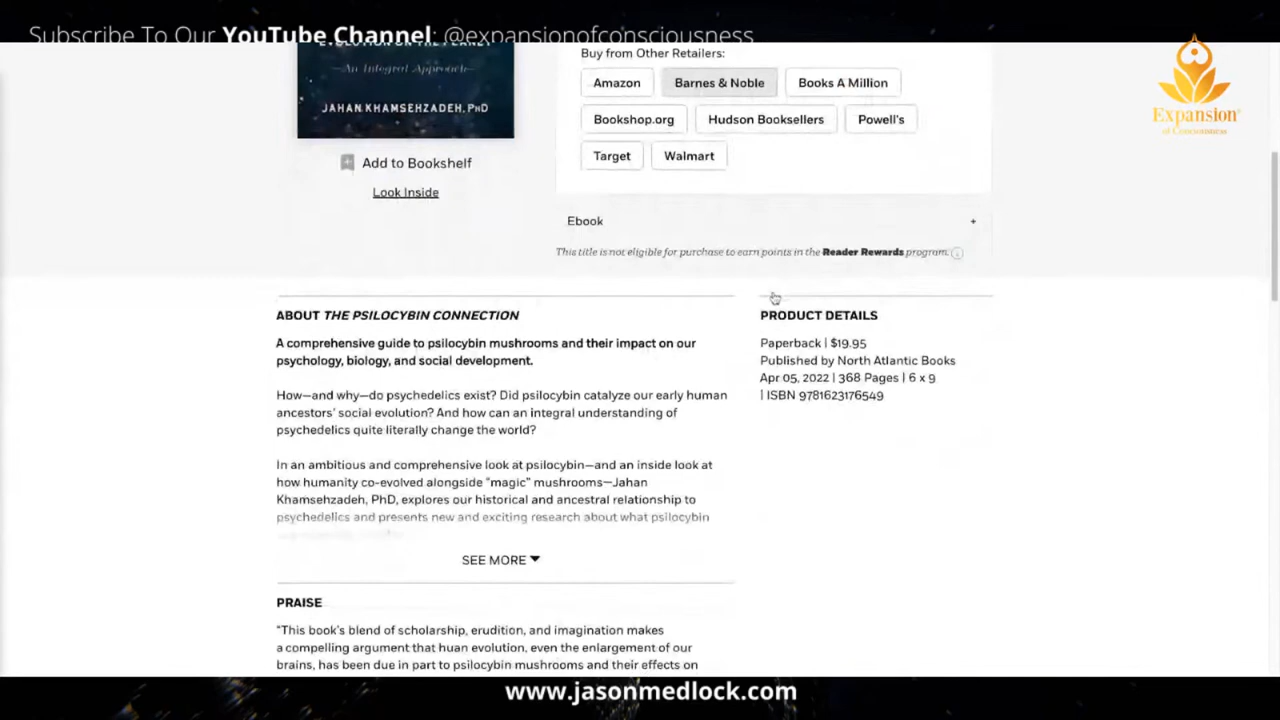 Subscribe To Our YouTube Channel: @expansionofconsciousness
EVOLUTION ON THE PLANET
—An Integral Approach—
JAHAN KHAMSEHZADEH, PhD
Add to Bookshelf
Look Inside
Buy from Other Retailers:
Amazon
Barnes & Noble
Books A Million
Bookshop.org
Hudson Booksellers
Powell's
Target
Walmart
Ebook
+
This title is not eligible for purchase to earn points in the Reader Rewards program.
Expansion
of Consciousness
ABOUT THE PSILOCYBIN CONNECTION
A comprehensive guide to psilocybin mushrooms and their impact on our
psychology, biology, and social development.
How—and why—do psychedelics exist? Did psilocybin catalyze our early human
ancestors' social evolution? And how can an integral understanding of
psychedelics quite literally change the world?
In an ambitious and comprehensive look at psilocybin—and an inside look at
how humanity co-evolved alongside "magic" mushrooms—Jahan
Khamsehzadeh, PhD, explores our historical and ancestral relationship to
psychedelics and presents new and exciting research about what psilocybin
SEE MORE
PRODUCT DETAILS
Paperback | $19.95
Published by North Atlantic Books
Apr 05, 2022 | 368 Pages | 6 x 9
| ISBN 9781623176549
PRAISE
"This book's blend of scholarship, erudition, and imagination makes
a compelling argument that huan evolution, even the enlargement of our
brains, has been due in part to psilocybin mushrooms and their effects on
www.jasonmedlock.com